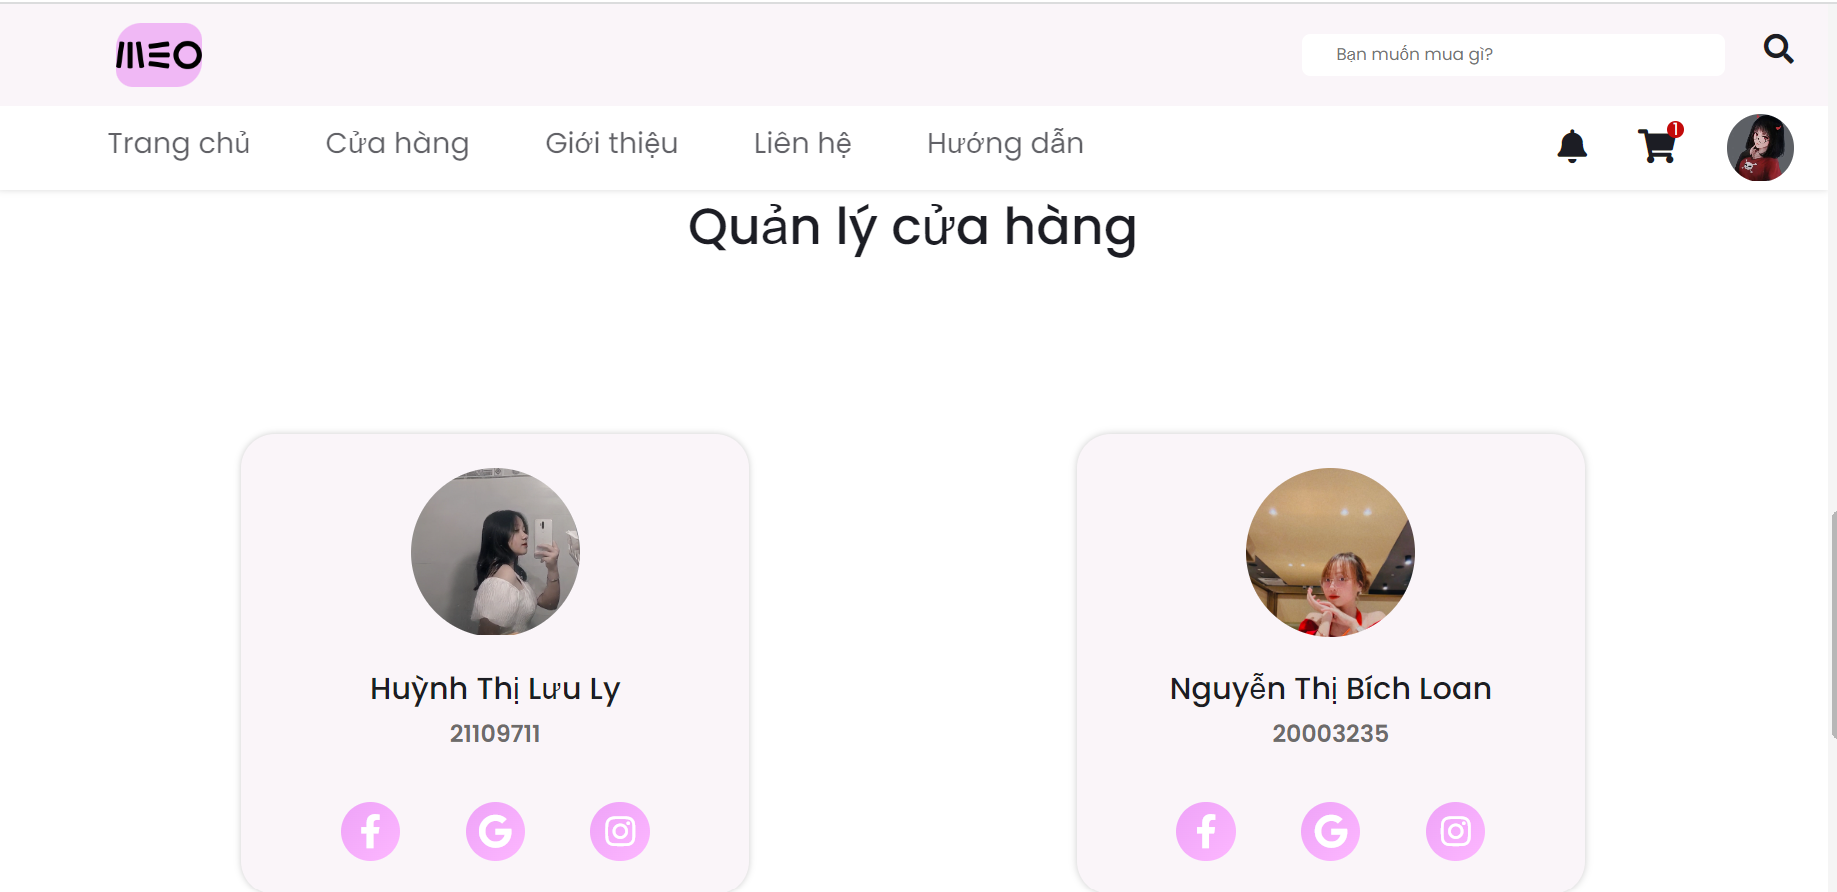 MEO
Bạn muốn mua gì?
Trang chủ Cửa hàng Giới thiệu Liên hệ Hướng dẫn
1
Quản lý cửa hàng
Huỳnh Thị Lưu Ly
21109711
Nguyễn Thị Bích Loan
20003235